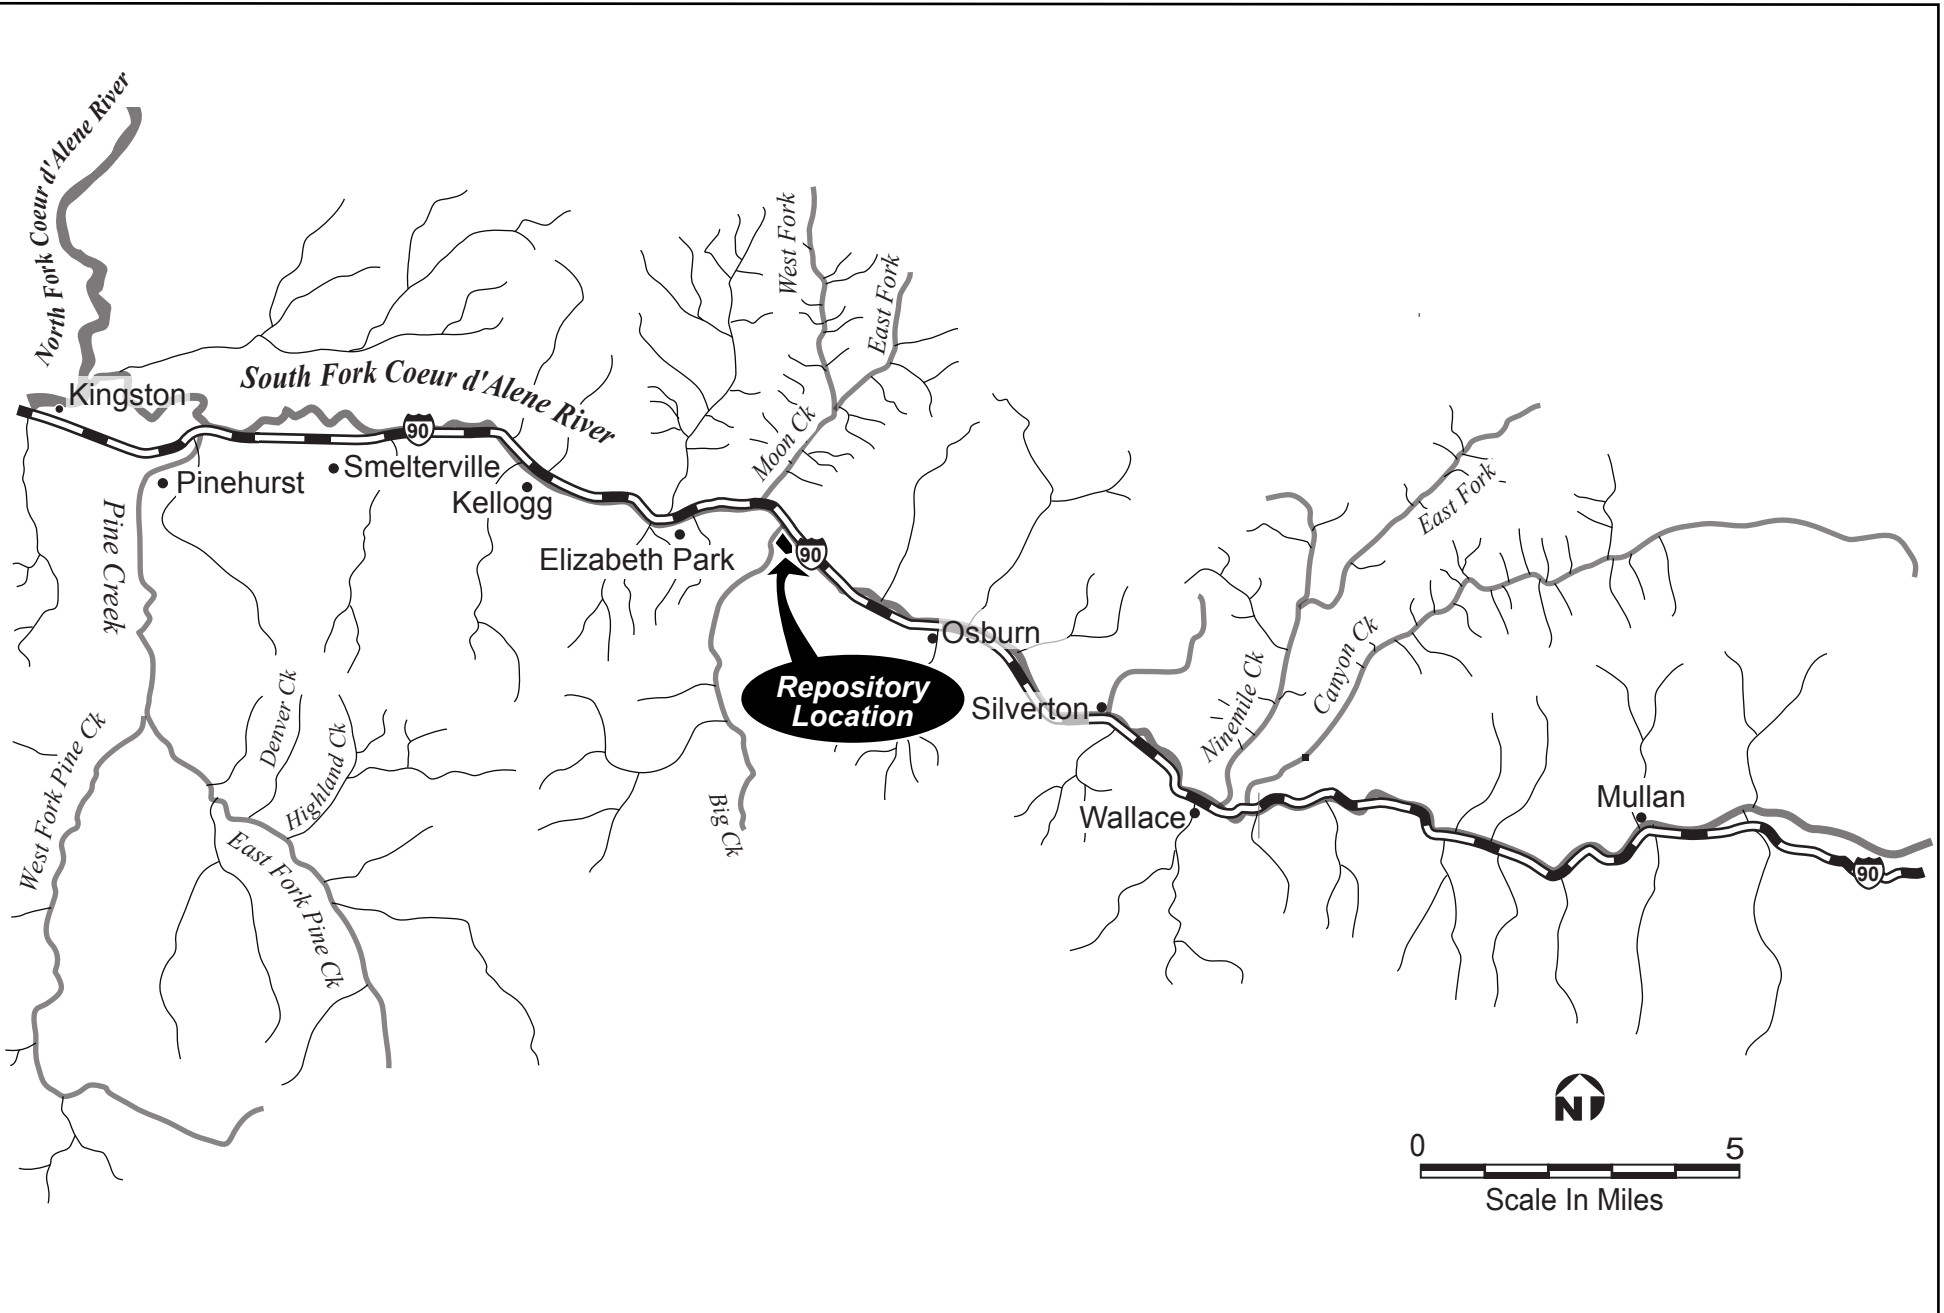 North Fork Coeur d'Alene River
West Fork
East Fork
Kingston
South Fork Coeur d'Alene River
90
Moon Ck
Pinehurst
Smelterville
Kellogg
East Fork
Pine Creek
Elizabeth Park
90
Osburn
Repository
Location
Silverton
Ninemile Ck
Canyon Ck
Denver Ck
Highland Ck
West Fork Pine Ck
Big Ck
Wallace
Mullan
East Fork Pine Ck
90
N
0 5
Scale In Miles